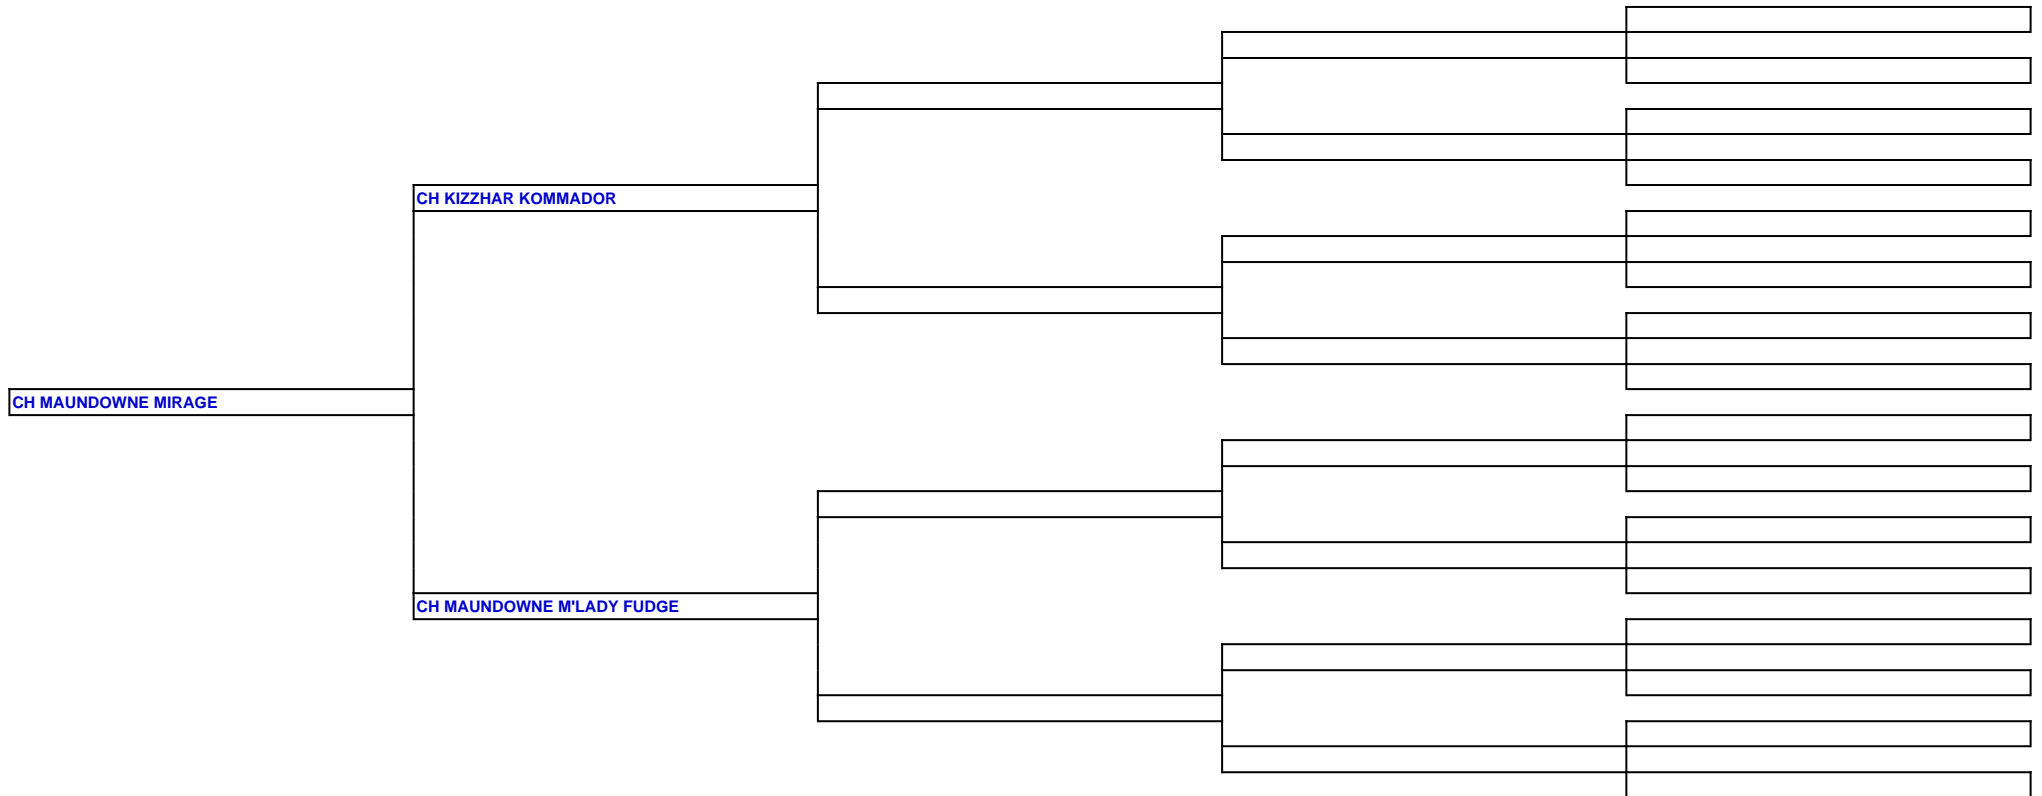 CH KIZZHAR KOMMADOR
CH MAUNDOWNE MIRAGE
CH MAUNDOWNE M'LADY FUDGE